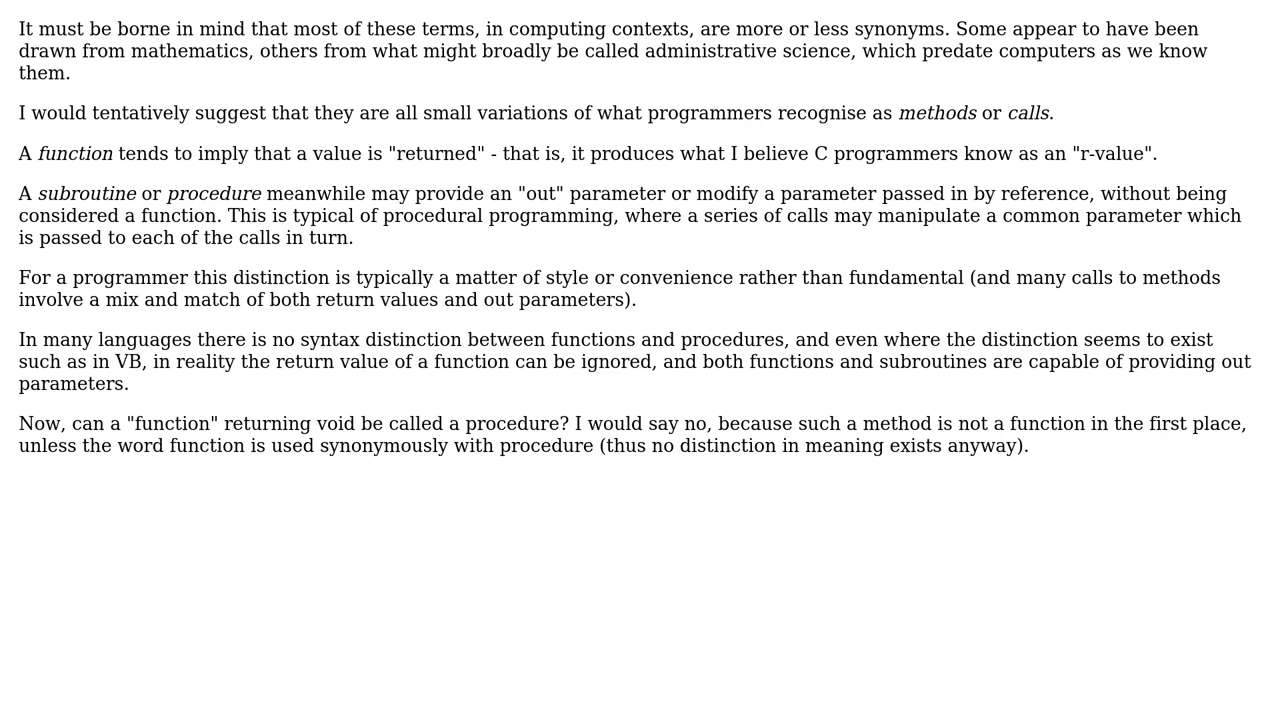 It must be borne in mind that most of these terms, in computing contexts, are more or less synonyms. Some appear to have been
drawn from mathematics, others from what might broadly be called administrative science, which predate computers as we know
them.
I would tentatively suggest that they are all small variations of what programmers recognise as methods or calls.
A function tends to imply that a value is "returned" - that is, it produces what I believe C programmers know as an "r-value".
A subroutine or procedure meanwhile may provide an "out" parameter or modify a parameter passed in by reference, without being
considered a function. This is typical of procedural programming, where a series of calls may manipulate a common parameter which
is passed to each of the calls in turn.
For a programmer this distinction is typically a matter of style or convenience rather than fundamental (and many calls to methods
involve a mix and match of both return values and out parameters).
In many languages there is no syntax distinction between functions and procedures, and even where the distinction seems to exist
such as in VB, in reality the return value of a function can be ignored, and both functions and subroutines are capable of providing out
parameters.
Now, can a "function" returning void be called a procedure? I would say no, because such a method is not a function in the first place,
unless the word function is used synonymously with procedure (thus no distinction in meaning exists anyway).